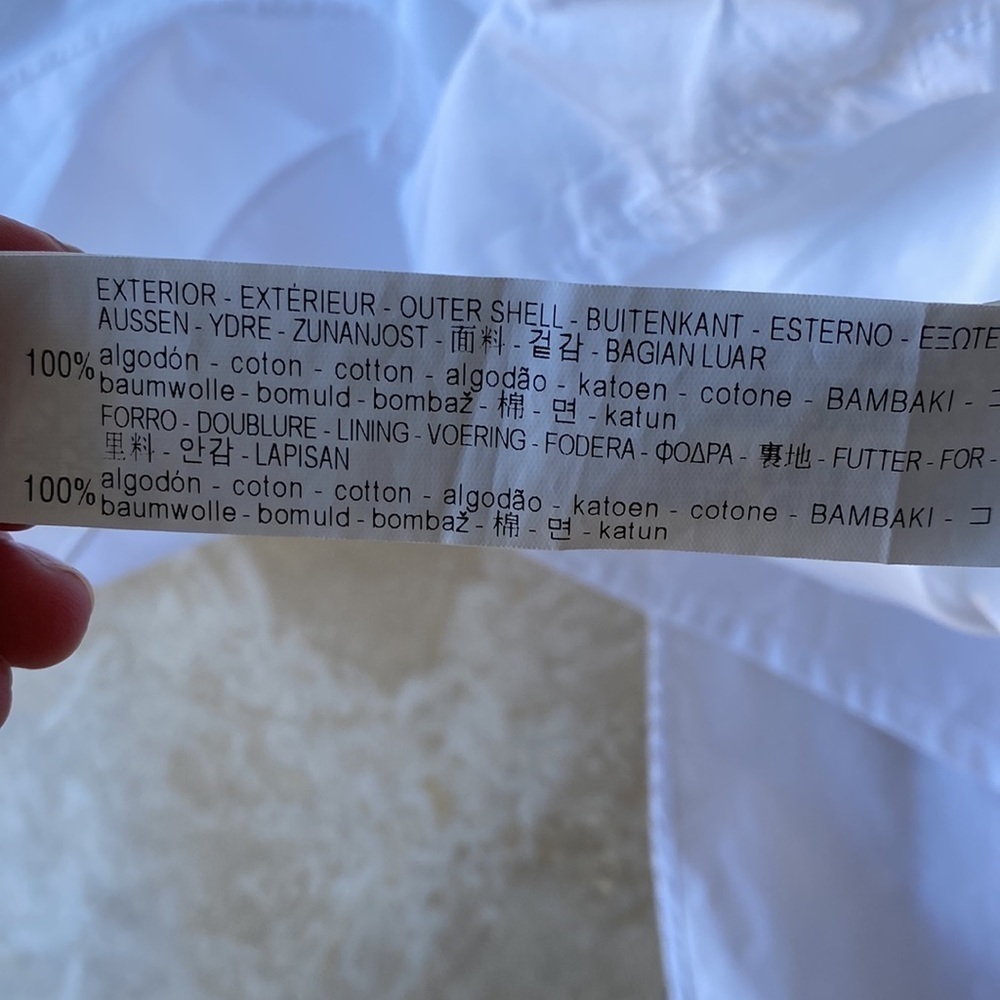 EXTERIOR - EXTÉRIEUR - OUTER SHELL - BUITENKANT - ESTERNO - ΕΞΩΤΕ
AUSSEN - YDRE - ZUNANJOST - 面料 - 겉감 - BAGIAN LUAR
100% algodón - coton - cotton - algodão - katoen - cotone - BAMBAKI - コ
baumwolle - bomuld - bombaž - 棉 - 면 - katun
FORRO - DOUBLURE - LINING - VOERING - FODERA - ΦΟΔΡΑ - 裏地 - FUTTER - FOR -
里料 - 안감 - LAPISAN
100% algodón - coton - cotton - algodão - katoen - cotone - BAMBAKI - コ
baumwolle - bomuld - bombaž - 棉 - 면 - katun